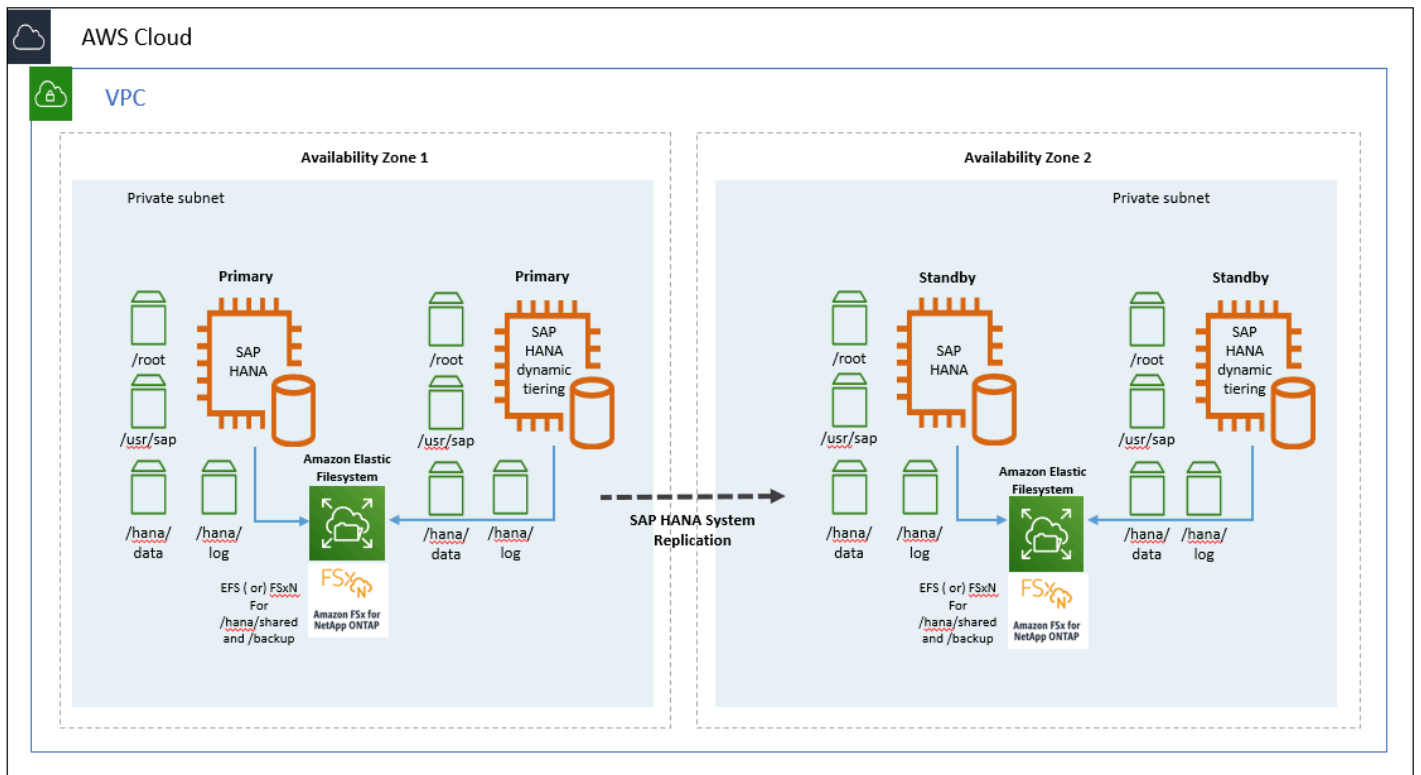 AWS Cloud
VPC
Availability Zone 1
Private subnet
Primary
Primary
/root
SAP
HANA
/root
SAP
HANA
dynamic
tiering
/usr/sap
/usr/sap
Amazon Elastic
Filesystem
/hana/
data
/hana/
log
/hana/
data
/hana/
log
EFS ( or) FSxN
For
/hana/shared
and /backup
FSx
N
Amazon FSx for
NetApp ONTAP
SAP HANA System
Replication
Availability Zone 2
Private subnet
Standby
Standby
/root
SAP
HANA
/root
SAP
HANA
dynamic
tiering
/usr/sap
/usr/sap
Amazon Elastic
Filesystem
/hana/
data
/hana/
log
/hana/
data
/hana/
log
EFS ( or) FSxN
For
/hana/shared
and /backup
FSx
N
Amazon FSx for
NetApp ONTAP